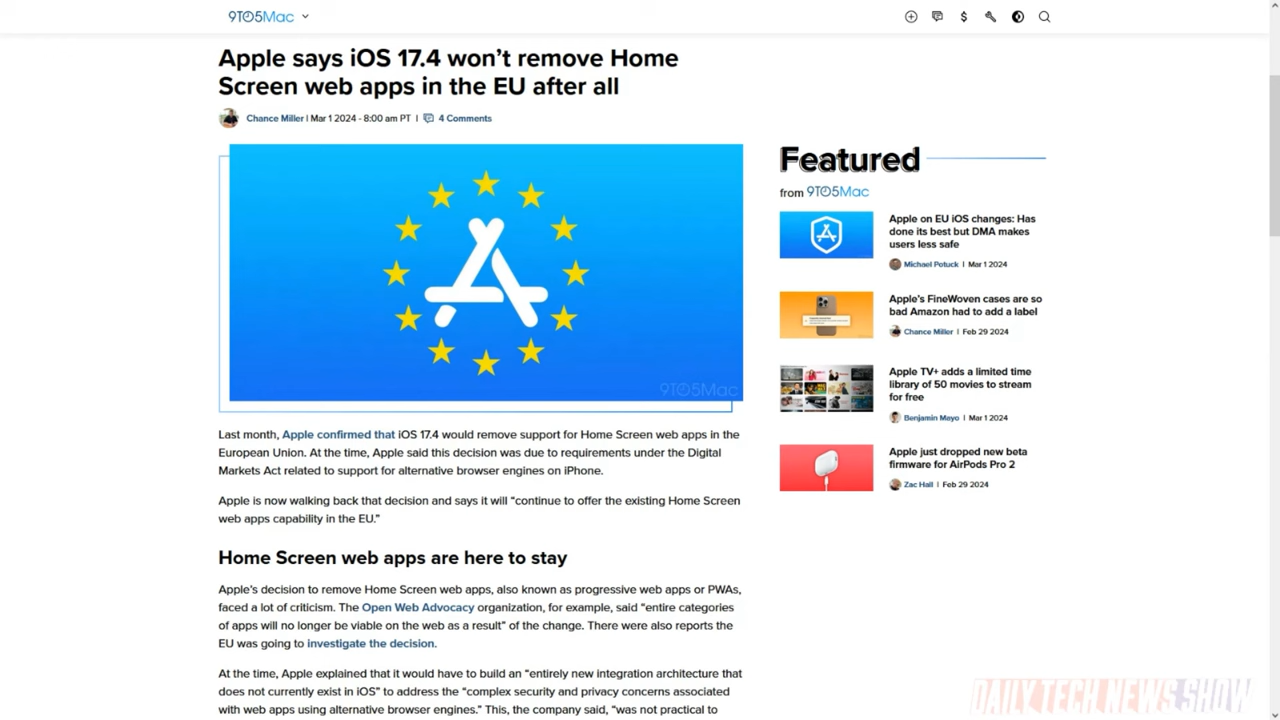 9TO5Mac
Apple says iOS 17.4 won’t remove Home
Screen web apps in the EU after all
Chance Miller | Mar 1 2024 - 8:00 am PT | 4 Comments
9TO5Mac
Last month, Apple confirmed that iOS 17.4 would remove support for Home Screen web apps in the
European Union. At the time, Apple said this decision was due to requirements under the Digital
Markets Act related to support for alternative browser engines on iPhone.
Apple is now walking back that decision and says it will “continue to offer the existing Home Screen
web apps capability in the EU.”
Home Screen web apps are here to stay
Apple’s decision to remove Home Screen web apps, also known as progressive web apps or PWAs,
faced a lot of criticism. The Open Web Advocacy organization, for example, said “entire categories
of apps will no longer be viable on the web as a result” of the change. There were also reports the
EU was going to investigate the decision.
At the time, Apple explained that it would have to build an “entirely new integration architecture that
does not currently exist in iOS” to address the “complex security and privacy concerns associated
with web apps using alternative browser engines.” This, the company said, “was not practical to
Featured
from 9TO5Mac
Apple on EU iOS changes: Has
done its best but DMA makes
users less safe
Michael Potuck | Mar 1 2024
Apple’s FineWoven cases are so
bad Amazon had to add a label
Chance Miller | Feb 29 2024
Apple TV+ adds a limited time
library of 50 movies to stream
for free
Benjamin Mayo | Mar 1 2024
Apple just dropped new beta
firmware for AirPods Pro 2
Zac Hall | Feb 29 2024
DAILY TECH NEWS SHOW